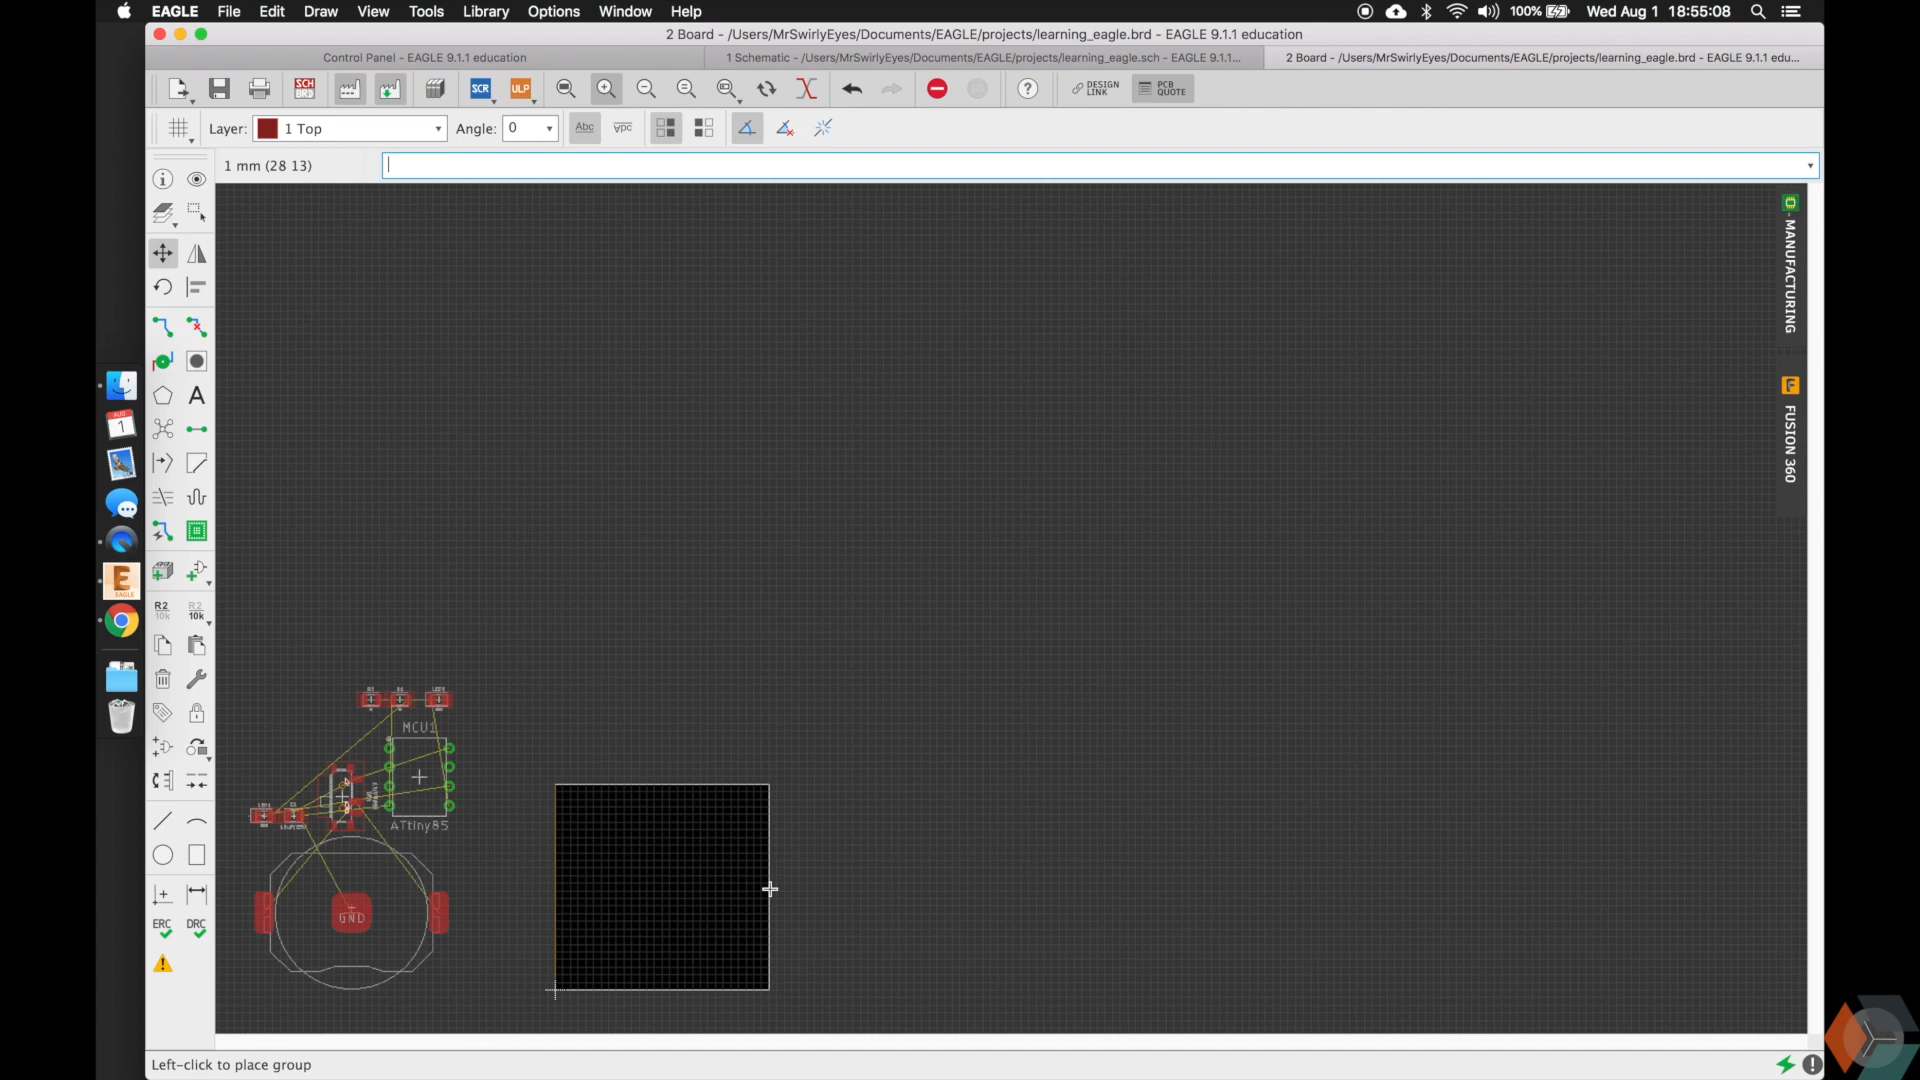 EAGLE File Edit Draw View Tools Library Options Window Help
100% Wed Aug 1 18:55:08
2 Board - /Users/MrSwirlyEyes/Documents/EAGLE/projects/learning_eagle.brd - EAGLE 9.1.1 education
Control Panel - EAGLE 9.1.1 education
1 Schematic - /Users/MrSwirlyEyes/Documents/EAGLE/projects/learning_eagle.sch - EAGLE 9.1.1...
2 Board - /Users/MrSwirlyEyes/Documents/EAGLE/projects/learning_eagle.brd - EAGLE 9.1.1 edu...
SCH
BRD
SCR
ULP
DESIGN
LINK
PCB
QUOTE
Layer: 1 Top Angle: 0 Abc
1 mm (28 13)
MANUFACTURING
FUSION 360
AUG
1
A
E
EAGLE
R2
10k
R2
10k
ERC
DRC
MCU1
ATtiny85
GND
Left-click to place group